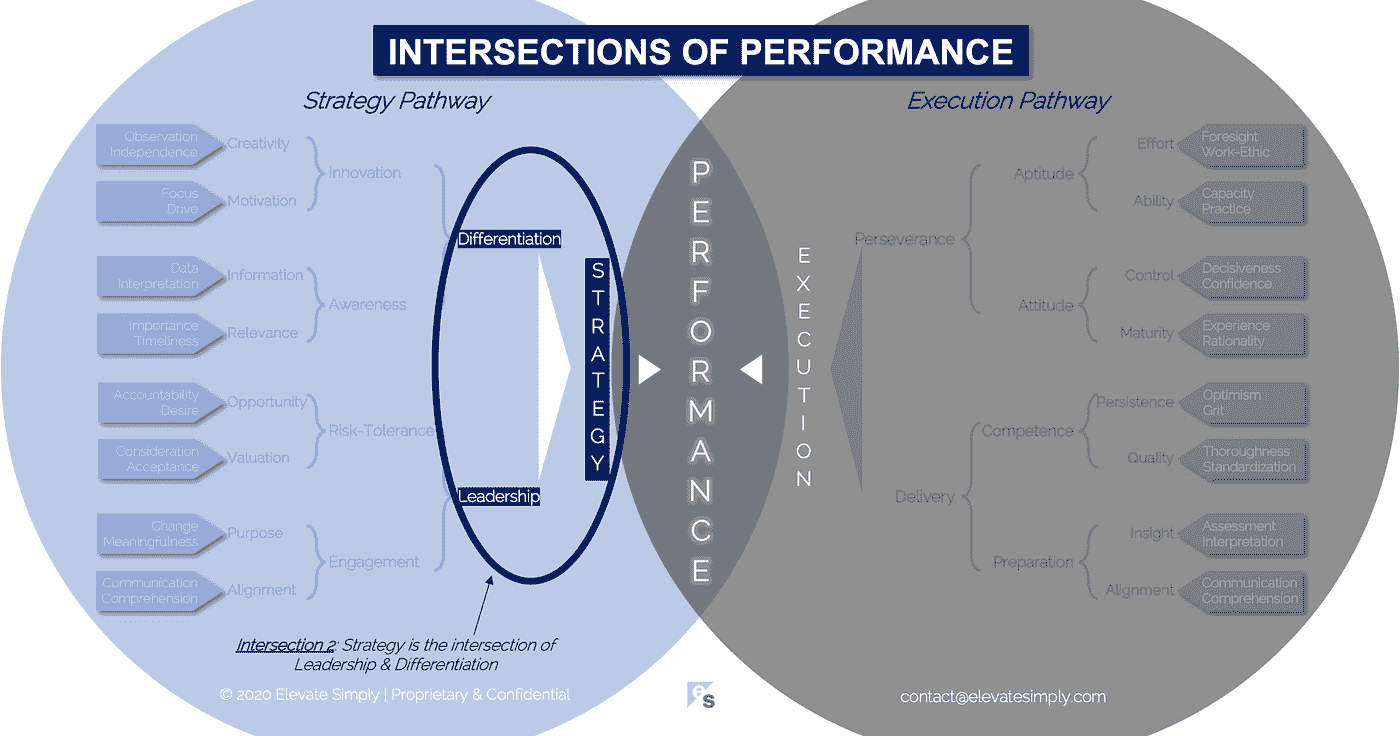 INTERSECTIONS OF PERFORMANCE
Strategy Pathway
Observation
Independence
Creativity
Focus
Drive
Motivation
Innovation
Data
Interpretation
Information
Importance
Timeliness
Relevance
Awareness
Differentiation
Accountability
Desire
Opportunity
Consideration
Acceptance
Valuation
Risk-Tolerance
Change
Meaningfulness
Purpose
Communication
Comprehension
Alignment
Engagement
Leadership
STRATEGY
PERFORMANCE
EXECUTION
Execution Pathway
Perseverance
Aptitude
Effort
Foresight
Work-Ethic
Ability
Capacity
Practice
Attitude
Control
Decisiveness
Confidence
Maturity
Experience
Rationality
Delivery
Competence
Persistence
Optimism
Grit
Quality
Thoroughness
Standardization
Preparation
Insight
Assessment
Interpretation
Alignment
Communication
Comprehension
Intersection 2: Strategy is the intersection of
Leadership & Differentiation
© 2020 Elevate Simply | Proprietary & Confidential
es
contact@elevatesimply.com